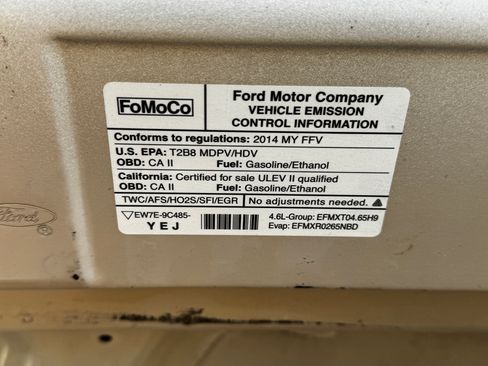 FoMoCo
Ford Motor Company
VEHICLE EMISSION
CONTROL INFORMATION
Conforms to regulations: 2014 MY FFV
U.S. EPA: T2B8 MDPV/HDV
OBD: CA II Fuel: Gasoline/Ethanol
California: Certified for sale ULEV II qualified
OBD: CA II Fuel: Gasoline/Ethanol
TWC/AFS/HO2S/SFI/EGR No adjustments needed.
EW7E-9C485-
YEJ
4.6L-Group: EFMXT04.65H9
Evap: EFMXR0265NBD
Ford